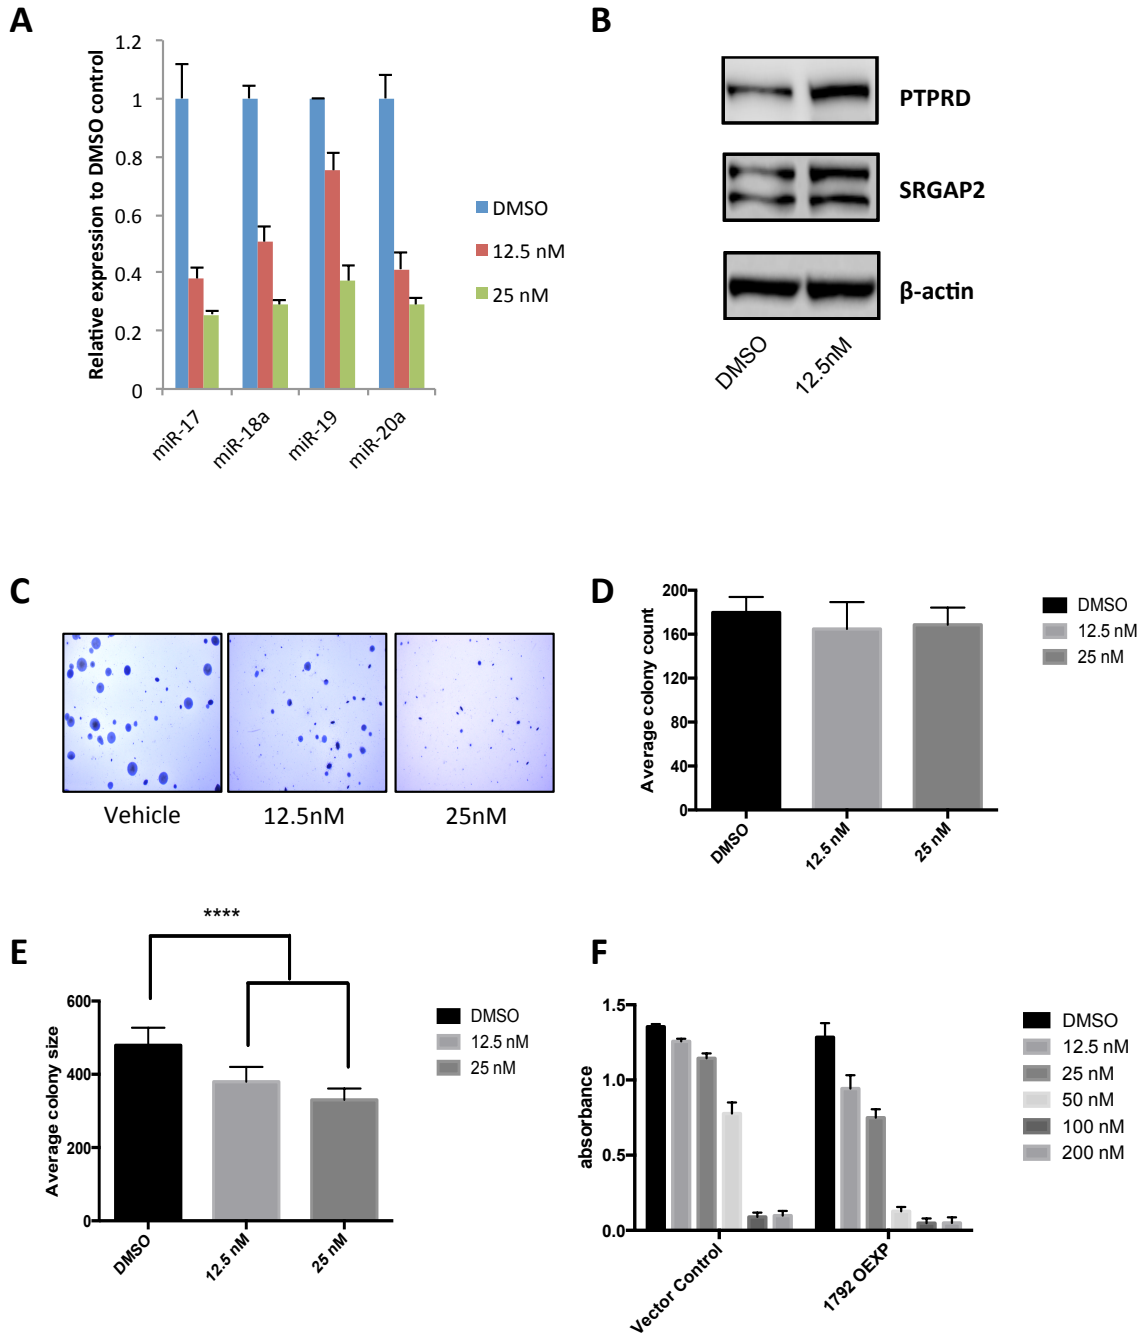 A
Relative expression to DMSO control
1.2
1
0.8
0.6
0.4
0.2
0
miR-17
miR-18a
miR-19
miR-20a
DMSO
12.5 nM
25 nM
B
PTPRD
SRGAP2
β-actin
DMSO
12.5nM
C
Vehicle
12.5nM
25nM
D
Average colony count
200
160
120
80
40
0
DMSO
12.5 nM
25 nM
DMSO
12.5 nM
25 nM
E
****
Average colony size
600
400
200
0
DMSO
12.5 nM
25 nM
DMSO
12.5 nM
25 nM
F
absorbance
1.5
1.0
0.5
0.0
Vector Control
1792 OEXP
DMSO
12.5 nM
25 nM
50 nM
100 nM
200 nM